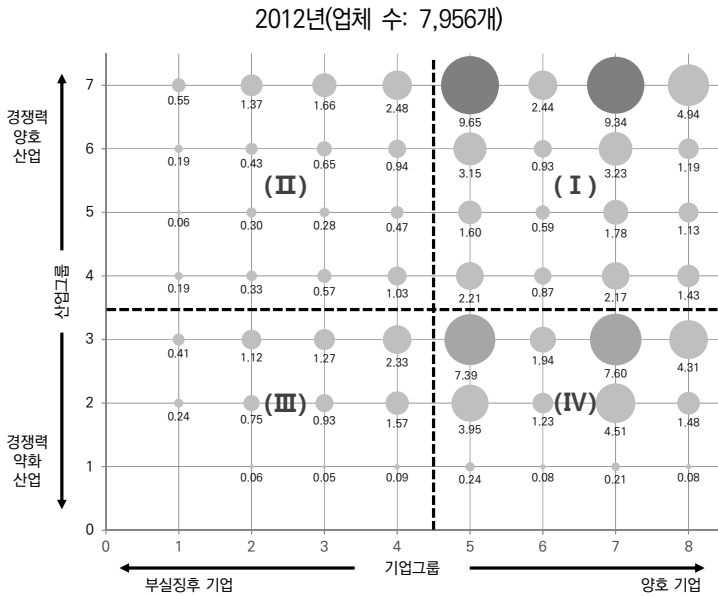 2012년(업체 수: 7,956개)
7
0.55 1.37 1.66 2.48 9.65 2.44 9.34 4.94
경쟁력
양호
산업
6
0.19 0.43 0.65 0.94 3.15 0.93 3.23 1.19
(Ⅱ) (Ⅰ)
5
0.06 0.30 0.28 0.47 1.60 0.59 1.78 1.13
산업그룹
4
0.19 0.33 0.57 1.03 2.21 0.87 2.17 1.43
3
0.41 1.12 1.27 2.33 7.39 1.94 7.60 4.31
2
(Ⅲ) (Ⅳ)
0.24 0.75 0.93 1.57 3.95 1.23 4.51 1.48
경쟁력
약화
산업
1
0.06 0.05 0.09 0.24 0.08 0.21 0.08
0
0 1 2 3 4 5 6 7 8
기업그룹
부실징후 기업 양호 기업